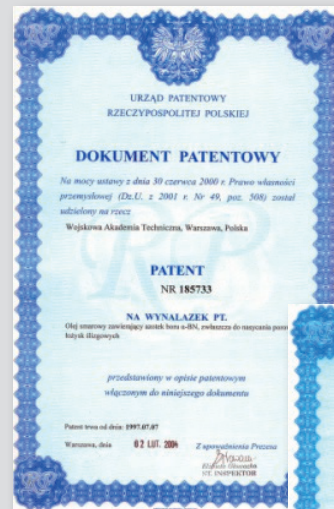 URZĄD PATENTOWY
RZECZYPOSPOLITEJ POLSKIEJ
DOKUMENT PATENTOWY
Na mocy ustawy z dnia 30 czerwca 2000 r. Prawo własności
przemysłowej (Dz.U. z 2001 r. Nr 49, poz. 508) został
udzielony na rzecz
Wojskowa Akademia Techniczna, Warszawa, Polska
PATENT
NR 185733
NA WYNALAZEK PT.
Olej smarowy zawierający azotek boru α-BN, zwłaszcza do nasycania
łożysk ślizgowych
przedstawiony w opisie patentowym
włączonym do niniejszego dokumentu
Patent trwa od dnia: 1997.07.07
Warszawa, dnia 02 LUT. 2004
Z upoważnienia Prezesa
ST. INSPEKTOR